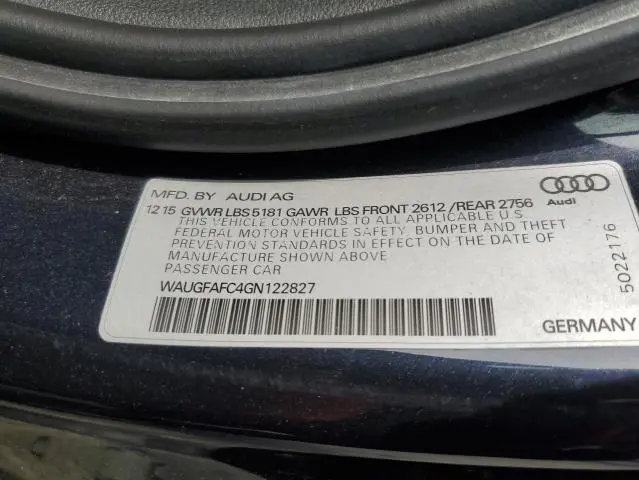 MFD. BY AUDI AG
12 15 GVWR LBS 5181 GAWR LBS FRONT 2612 /REAR 2756
THIS VEHICLE CONFORMS TO ALL APPLICABLE U.S
FEDERAL MOTOR VEHICLE SAFETY, BUMPER AND THEFT
PREVENTION STANDARDS IN EFFECT ON THE DATE OF
MANUFACTURE SHOWN ABOVE
PASSENGER CAR
WAUGFAFC4GN122827
Audi
5022176
GERMANY